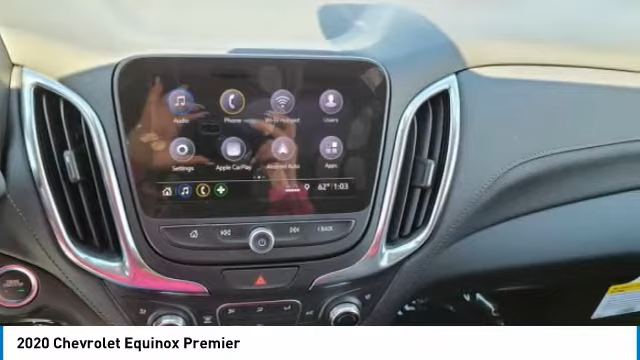 Audio
Phone
Wi-Fi Hotspot
Users
Settings
Apple CarPlay
Android Auto
Apps
62° 1:03
BACK
2020 Chevrolet Equinox Premier